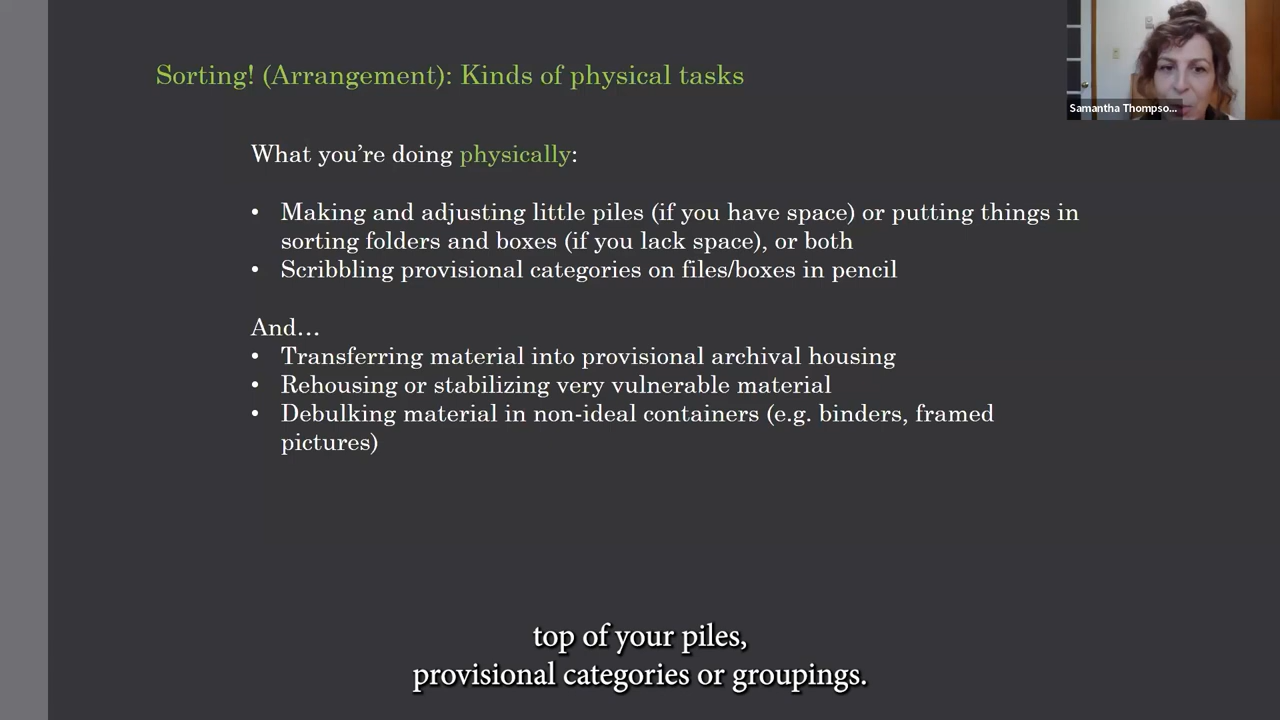 Sorting! (Arrangement): Kinds of physical tasks
Samantha Thompso...
What you’re doing physically:
• Making and adjusting little piles (if you have space) or putting things in
sorting folders and boxes (if you lack space), or both
• Scribbling provisional categories on files/boxes in pencil
And…
• Transferring material into provisional archival housing
• Rehousing or stabilizing very vulnerable material
• Debulking material in non-ideal containers (e.g. binders, framed
pictures)
top of your piles,
provisional categories or groupings.